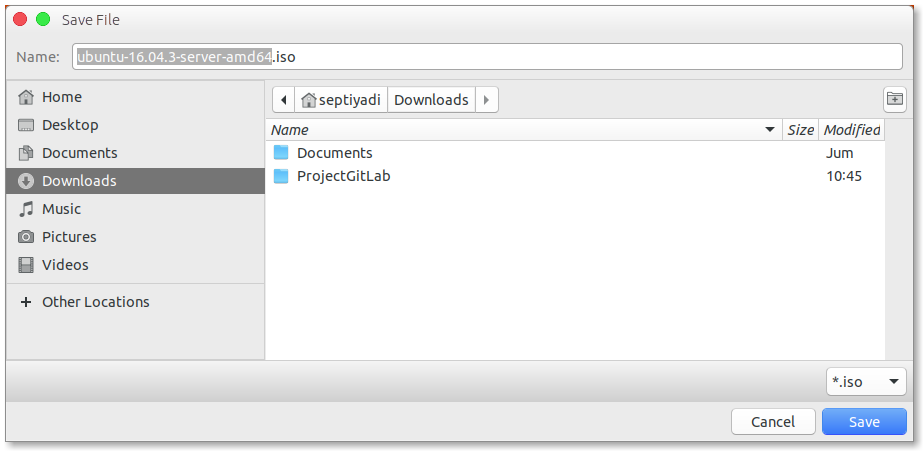 Save File
Name: ubuntu-16.04.3-server-amd64.iso
Home
Desktop
Documents
Downloads
Music
Pictures
Videos
Other Locations
septiyadi Downloads
Name Size Modified
Documents Jum
ProjectGitLab 10:45
*.iso
Cancel Save